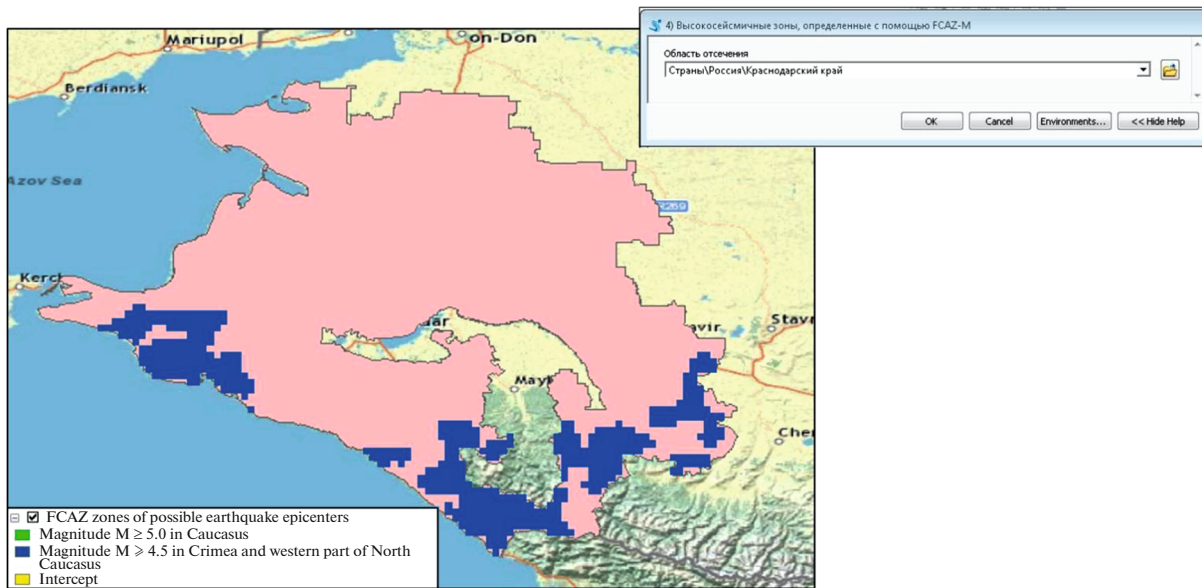 Mariupol
on-Don
Berdiansk
Azov Sea
R269
Kerch
aar
avir
Stavr
Mayk
Cher
FCAZ zones of possible earthquake epicenters
Magnitude M ≥ 5.0 in Caucasus
Magnitude M ⩾ 4.5 in Crimea and western part of North
Caucasus
Intercept
4) Высокосейсмичные зоны, определенные с помощью FCAZ-M
Область отсечения
Страны\Россия\Краснодарский край
OK
Cancel
Environments...
<< Hide Help